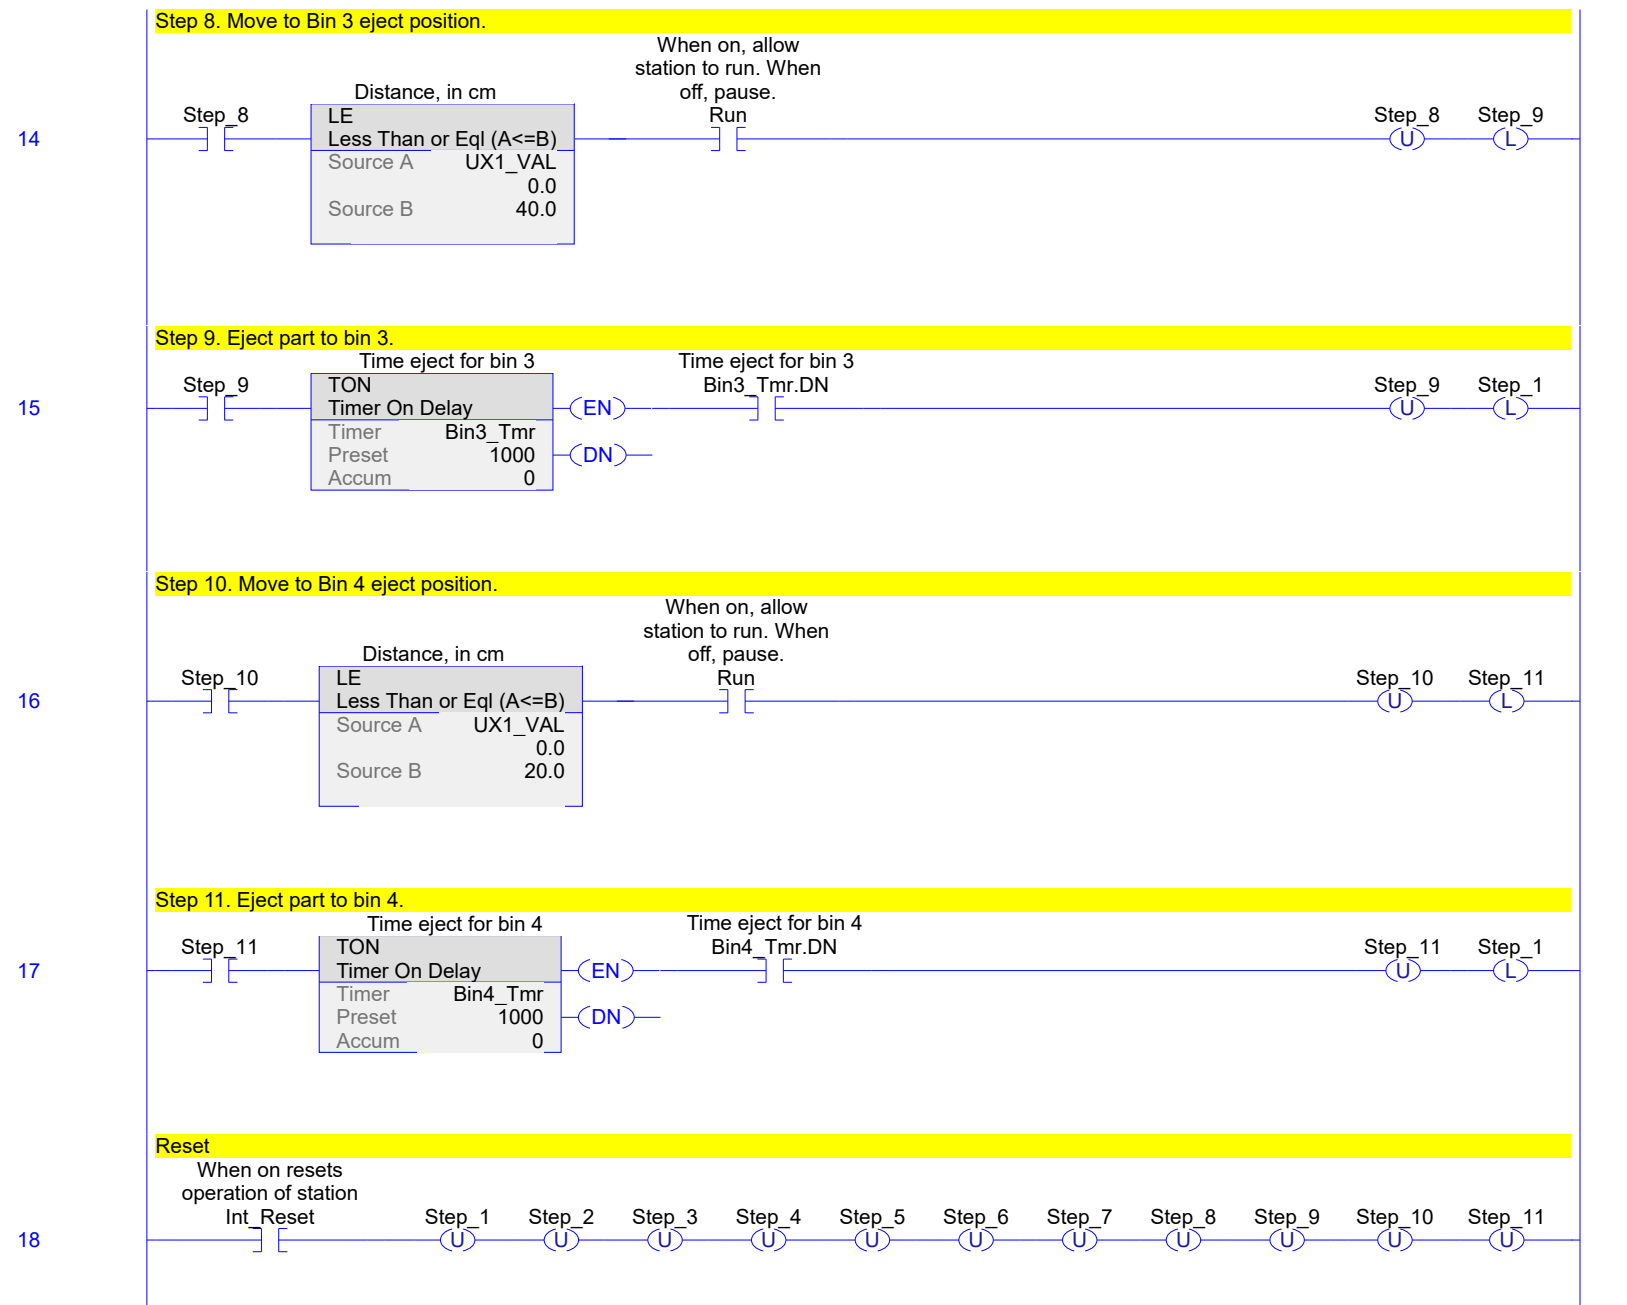 Step 8. Move to Bin 3 eject position.
When on, allow
station to run. When
Distance, in cm off, pause.
Step_8 LE Run Step_8 Step_9
14 Less Than or Eql (A<=B) U L
Source A UX1_VAL
0.0
Source B 40.0
Step 9. Eject part to bin 3.
Time eject for bin 3 Time eject for bin 3
Step_9 TON Bin3_Tmr.DN Step_9 Step_1
15 Timer On Delay EN U L
Timer Bin3_Tmr
Preset 1000 DN
Accum 0
Step 10. Move to Bin 4 eject position.
When on, allow
station to run. When
Distance, in cm off, pause.
Step_10 LE Run Step_10 Step_11
16 Less Than or Eql (A<=B) U L
Source A UX1_VAL
0.0
Source B 20.0
Step 11. Eject part to bin 4.
Time eject for bin 4 Time eject for bin 4
Step_11 TON Bin4_Tmr.DN Step_11 Step_1
17 Timer On Delay EN U L
Timer Bin4_Tmr
Preset 1000 DN
Accum 0
Reset
When on resets
operation of station
Int_Reset Step_1 Step_2 Step_3 Step_4 Step_5 Step_6 Step_7 Step_8 Step_9 Step_10 Step_11
18 U U U U U U U U U U U